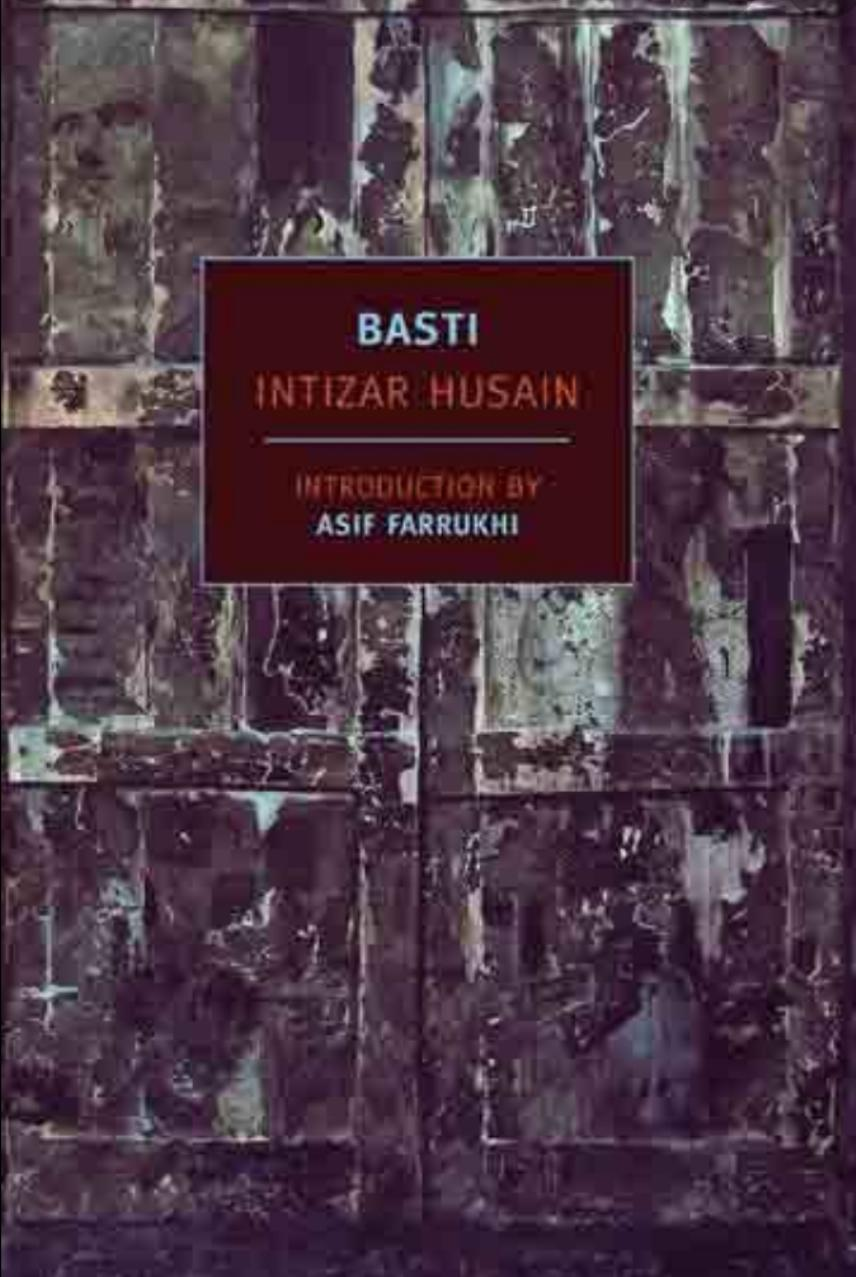 BASTI
INTIZAR HUSAIN
INTRODUCTION BY
ASIF FARRUKHI